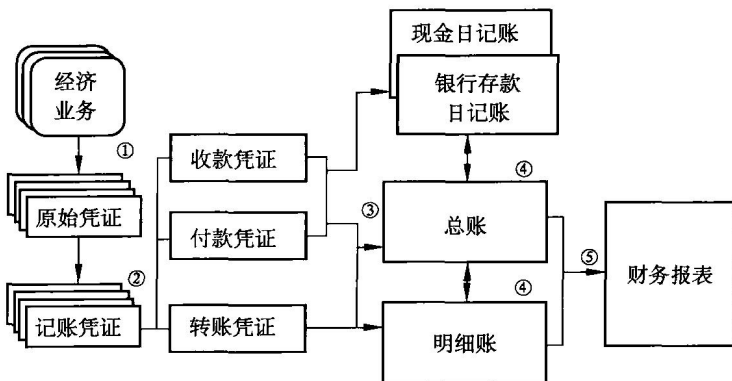 现金日记账
经济
业务
银行存款
日记账
①
收款凭证
④
原始凭证
付款凭证
③
总账
②
⑤
财务报表
④
记账凭证
转账凭证
明细账